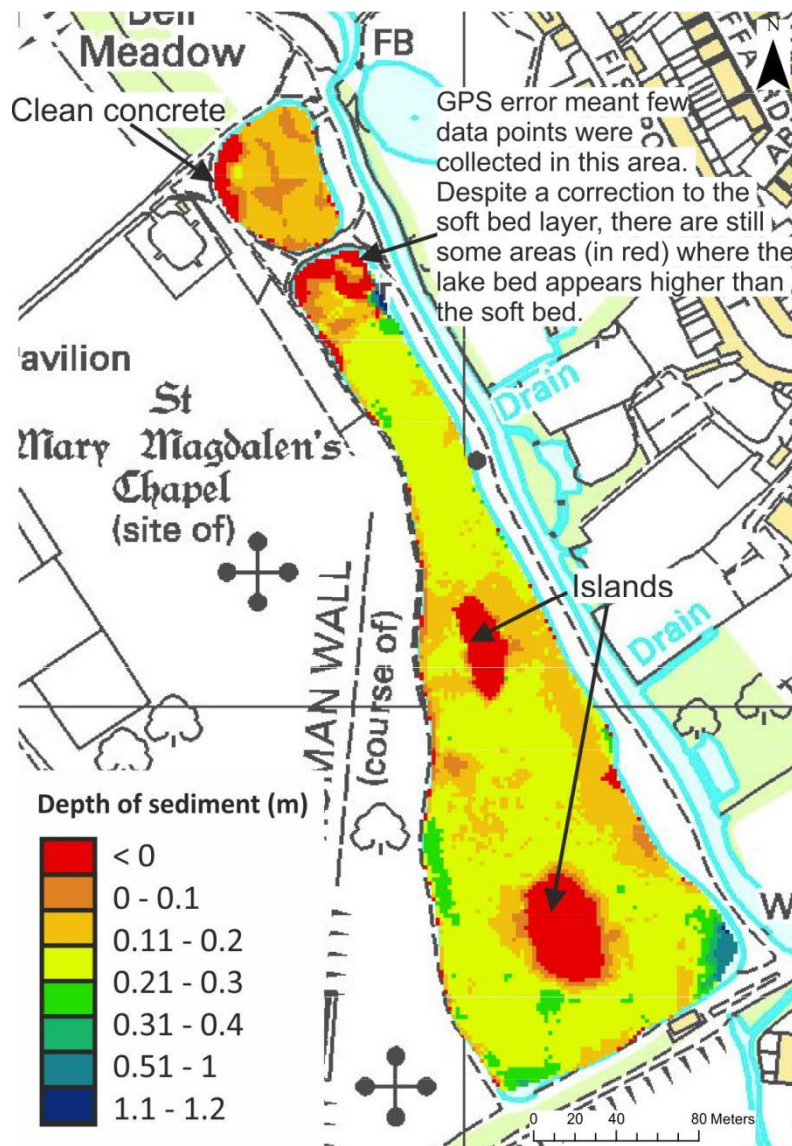 Bell
Meadow
FB
N
Clean concrete
GPS error meant few
data points were
collected in this area.
Despite a correction to the
soft bed layer, there are still
some areas (in red) where the
lake bed appears higher than
the soft bed.
Pavilion
St
Mary Magdalen's
Chapel
(site of)
Drain
Islands
Drain
MAN WALL
(course of)
W
Depth of sediment (m)
< 0
0 - 0.1
0.11 - 0.2
0.21 - 0.3
0.31 - 0.4
0.51 - 1
1.1 - 1.2
0 20 40 80 Meters